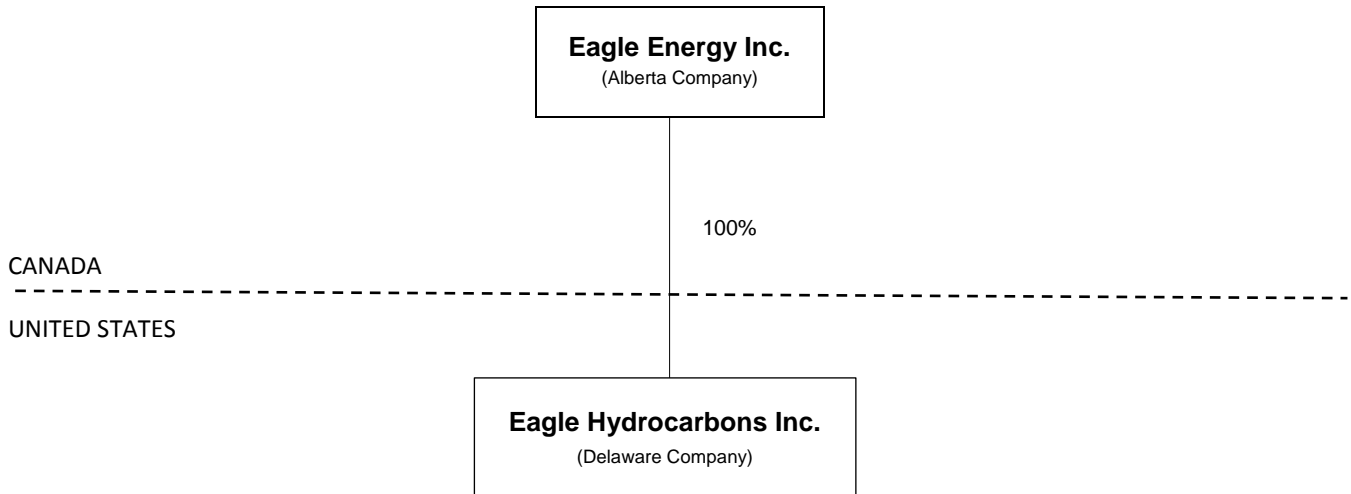 Eagle Energy Inc.
(Alberta Company)
100%
CANADA
UNITED STATES
Eagle Hydrocarbons Inc.
(Delaware Company)